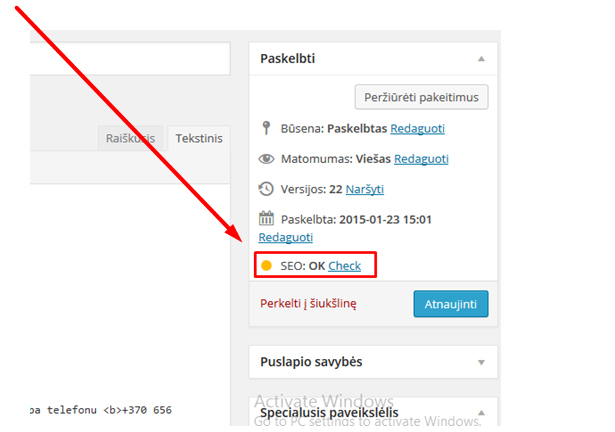 Paskelbti
Peržiūrėti pakeitimus
Būsena: Paskelbtas Redaguoti
Raiškusis Tekstinis
Matomumas: Viešas Redaguoti
Versijos: 22 Naršyti
Paskelbta: 2015-01-23 15:01
Redaguoti
SEO: OK Check
Perkelti į šiukšlinę
Atnaujinti
Puslapio savybės
Activate Windows
telefonu <b>+370 656
Specialusis paveikslėlis
Go to PC settings to activate Windows.